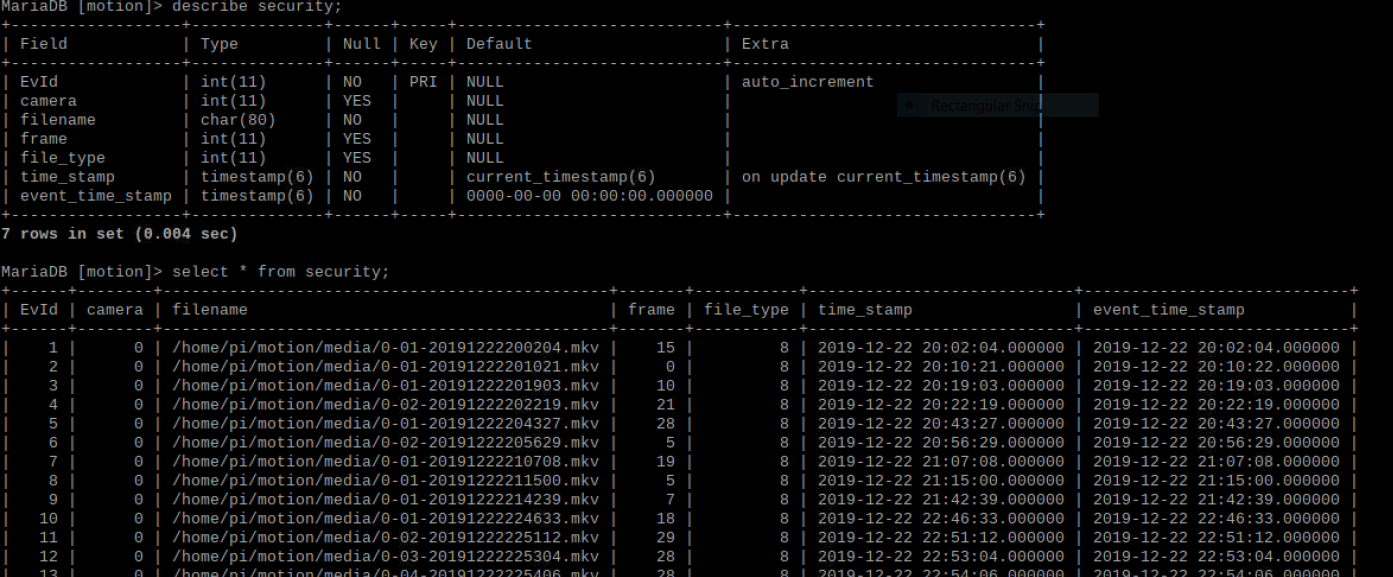 MariaDB [motion]> describe security;
+-----------------+--------------+------+-----+----------------------------+--------------------------------+
| Field | Type | Null | Key | Default | Extra |
+-----------------+--------------+------+-----+----------------------------+--------------------------------+
| EvId | int(11) | NO | PRI | NULL | auto_increment |
| camera | int(11) | YES | | NULL | |
Rectangular Snip
| filename | char(80) | NO | | NULL | |
| frame | int(11) | YES | | NULL | |
| file_type | int(11) | YES | | NULL | |
| time_stamp | timestamp(6) | NO | | current_timestamp(6) | on update current_timestamp(6) |
| event_time_stamp | timestamp(6) | NO | | 0000-00-00 00:00:00.000000 | |
+-----------------+--------------+------+-----+----------------------------+--------------------------------+
7 rows in set (0.004 sec)
MariaDB [motion]> select * from security;
+------+--------+-----------------------------------------------+-------+-----------+----------------------------+----------------------------+
| EvId | camera | filename | frame | file_type | time_stamp | event_time_stamp |
+------+--------+-----------------------------------------------+-------+-----------+----------------------------+----------------------------+
| 1 | 0 | /home/pi/motion/media/0-01-20191222200204.mkv | 15 | 8 | 2019-12-22 20:02:04.000000 | 2019-12-22 20:02:04.000000 |
| 2 | 0 | /home/pi/motion/media/0-01-20191222201021.mkv | 0 | 8 | 2019-12-22 20:10:21.000000 | 2019-12-22 20:10:22.000000 |
| 3 | 0 | /home/pi/motion/media/0-01-20191222201903.mkv | 10 | 8 | 2019-12-22 20:19:03.000000 | 2019-12-22 20:19:03.000000 |
| 4 | 0 | /home/pi/motion/media/0-02-20191222202219.mkv | 21 | 8 | 2019-12-22 20:22:19.000000 | 2019-12-22 20:22:19.000000 |
| 5 | 0 | /home/pi/motion/media/0-01-20191222204327.mkv | 28 | 8 | 2019-12-22 20:43:27.000000 | 2019-12-22 20:43:27.000000 |
| 6 | 0 | /home/pi/motion/media/0-02-20191222205629.mkv | 5 | 8 | 2019-12-22 20:56:29.000000 | 2019-12-22 20:56:29.000000 |
| 7 | 0 | /home/pi/motion/media/0-01-20191222210708.mkv | 19 | 8 | 2019-12-22 21:07:08.000000 | 2019-12-22 21:07:08.000000 |
| 8 | 0 | /home/pi/motion/media/0-01-20191222211500.mkv | 5 | 8 | 2019-12-22 21:15:00.000000 | 2019-12-22 21:15:00.000000 |
| 9 | 0 | /home/pi/motion/media/0-01-20191222214239.mkv | 7 | 8 | 2019-12-22 21:42:39.000000 | 2019-12-22 21:42:39.000000 |
| 10 | 0 | /home/pi/motion/media/0-01-20191222224633.mkv | 18 | 8 | 2019-12-22 22:46:33.000000 | 2019-12-22 22:46:33.000000 |
| 11 | 0 | /home/pi/motion/media/0-02-20191222225112.mkv | 29 | 8 | 2019-12-22 22:51:12.000000 | 2019-12-22 22:51:12.000000 |
| 12 | 0 | /home/pi/motion/media/0-03-20191222225304.mkv | 28 | 8 | 2019-12-22 22:53:04.000000 | 2019-12-22 22:53:04.000000 |
| 13 | 0 | /home/pi/motion/media/0-04-20191222225406.mkv | 28 | 8 | 2019-12-22 22:54:06.000000 | 2019-12-22 22:54:06.000000 |